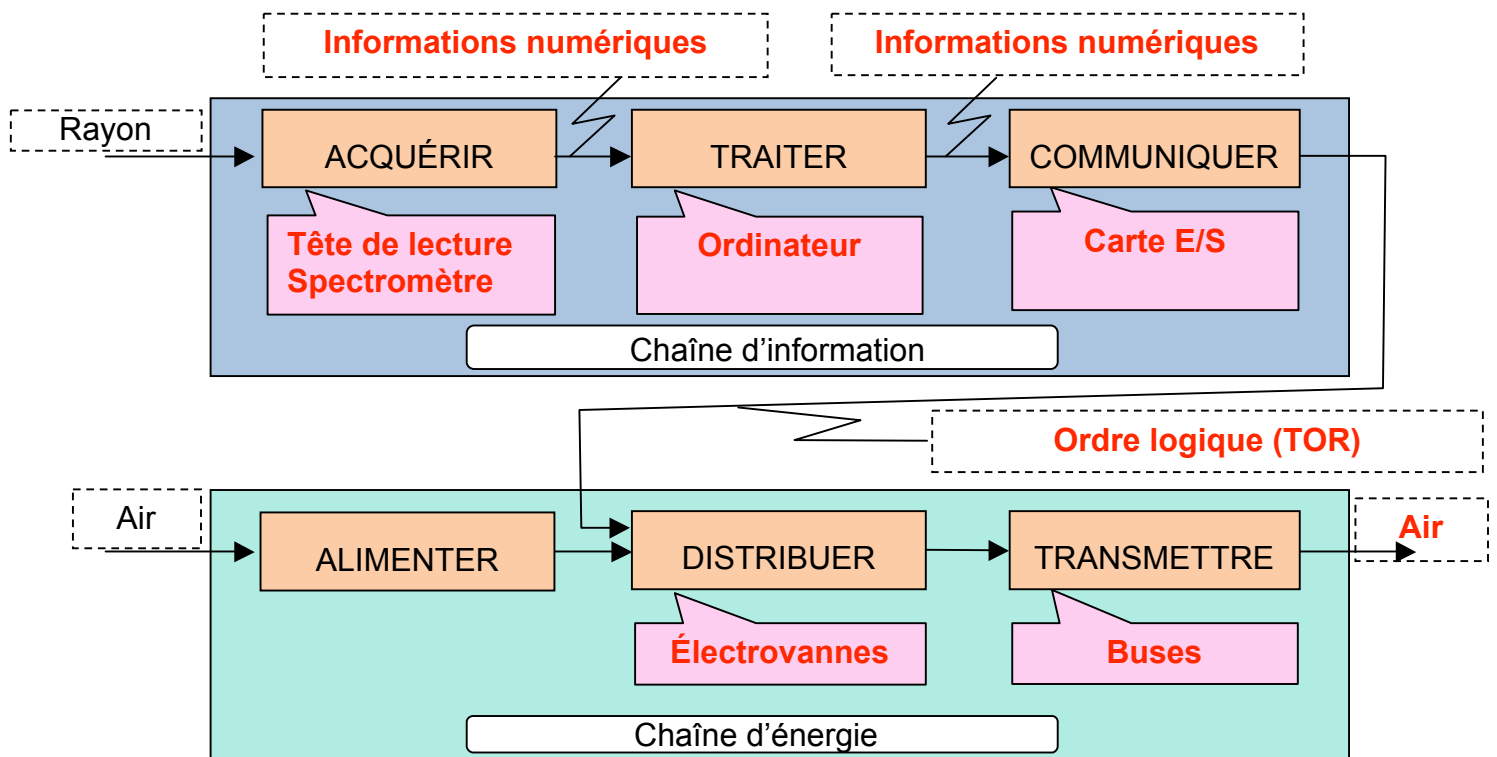 Informations numériques
Informations numériques
Rayon
ACQUÉRIR
TRAITER
COMMUNIQUER
Tête de lecture
Spectromètre
Ordinateur
Carte E/S
Chaîne d’information
Ordre logique (TOR)
Air
ALIMENTER
DISTRIBUER
TRANSMETTRE
Air
Électrovannes
Buses
Chaîne d’énergie